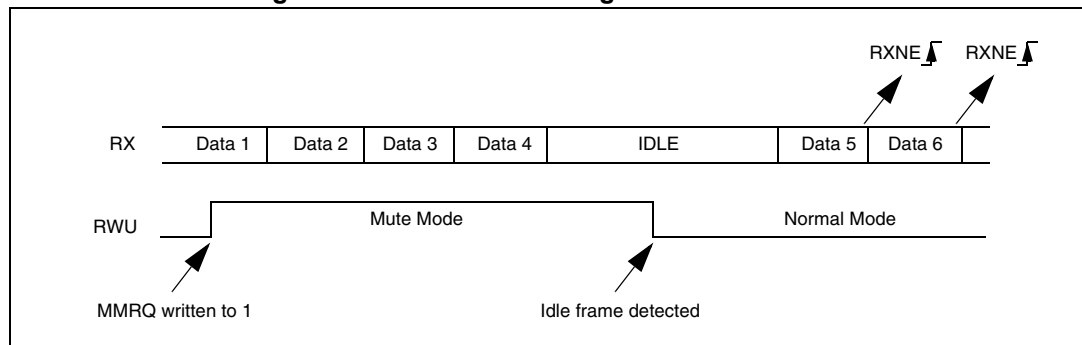 RXNE RXNE
RX Data 1 Data 2 Data 3 Data 4 IDLE Data 5 Data 6
RWU Mute Mode Normal Mode
MMRQ written to 1 Idle frame detected